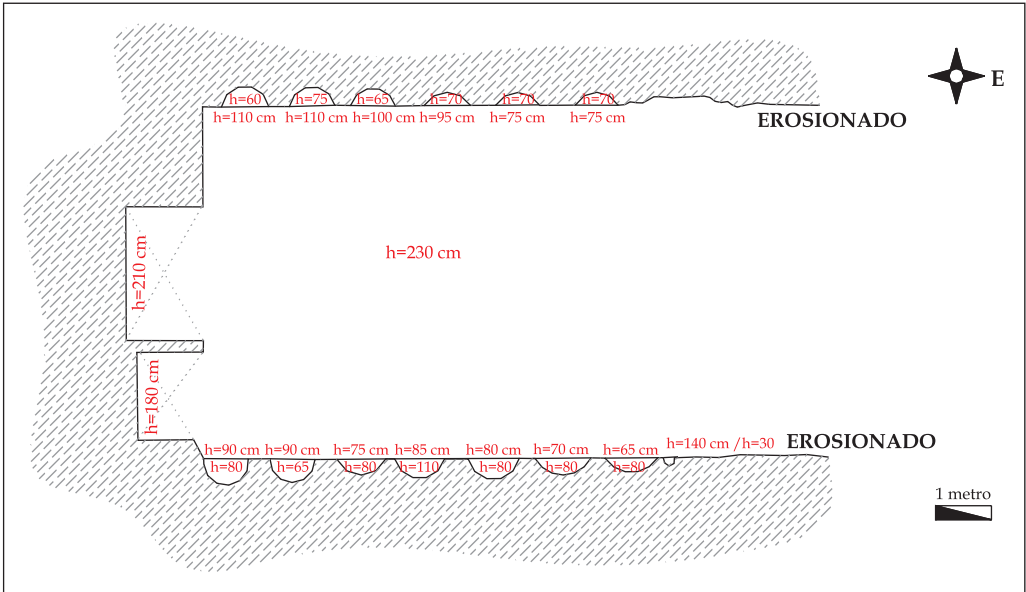 h=60 h=75 h=65 h=70 h=70 h=70
h=110 cm h=110 cm h=100 cm h=95 cm h=75 cm h=75 cm
E
EROSIONADO
h=210 cm
h=230 cm
h=180 cm
h=90 cm h=90 cm h=75 cm h=85 cm h=80 cm h=70 cm h=65 cm h=140 cm /h=30
EROSIONADO
h=80 h=65 h=80 h=110 h=80 h=80 h=80
1 metro